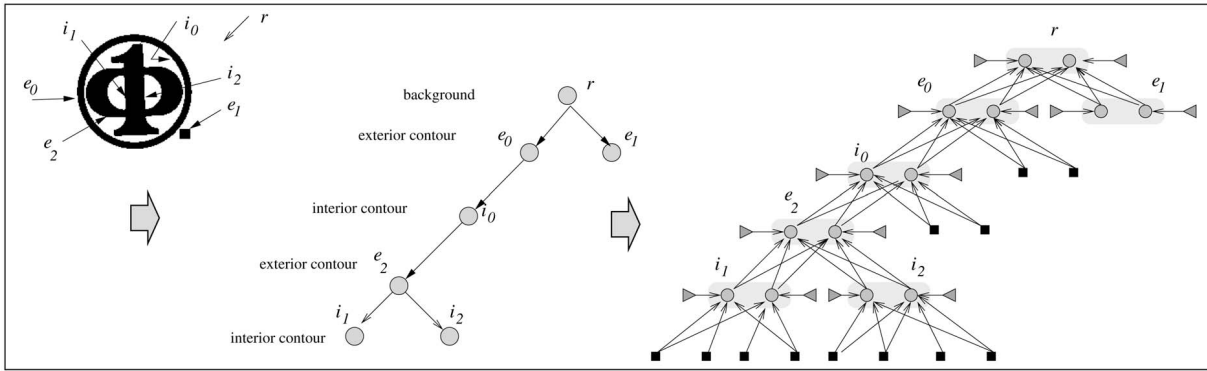 i1 i0 r
e0 i2
e1
e2
background r
exterior contour e0 e1
interior contour i0
exterior contour e2
interior contour i1 i2
r
e0 e1
i0
e2
i1 i2